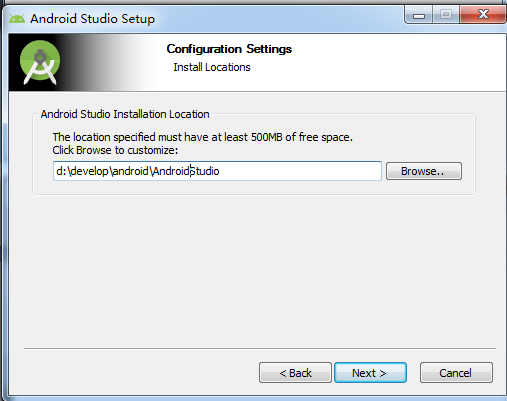 Android Studio Setup
Configuration Settings
Install Locations
Android Studio Installation Location
The location specified must have at least 500MB of free space.
Click Browse to customize:
d:\develop\android\AndroidStudio
Browse..
< Back
Next >
Cancel